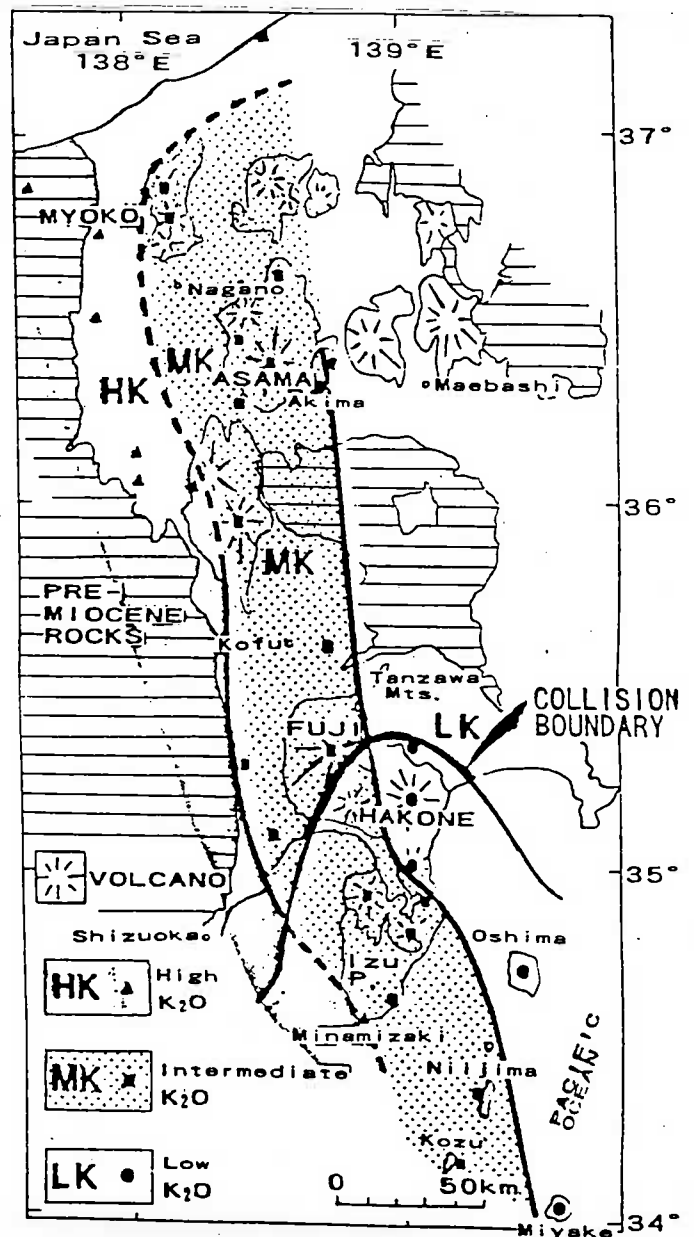 Japan Sea
138°E
139°E
37°
MYOKO
Nagano
MK
HK
ASAMA
Akima
Maebashi
36°
MK
PRE-
MIOCENE
ROCKS
Kofu
Tanzawa
Mts.
LK
COLLISION
BOUNDARY
FUJI
HAKONE
VOLCANO
35°
Shizuoka
Oshima
Izu
P.
HK
High
K₂O
Minamizaki
Niijima
PACIFIC
OCEAN
MK
Intermediate
K₂O
Kozu
LK
Low
K₂O
0
50km
34°
Miyake